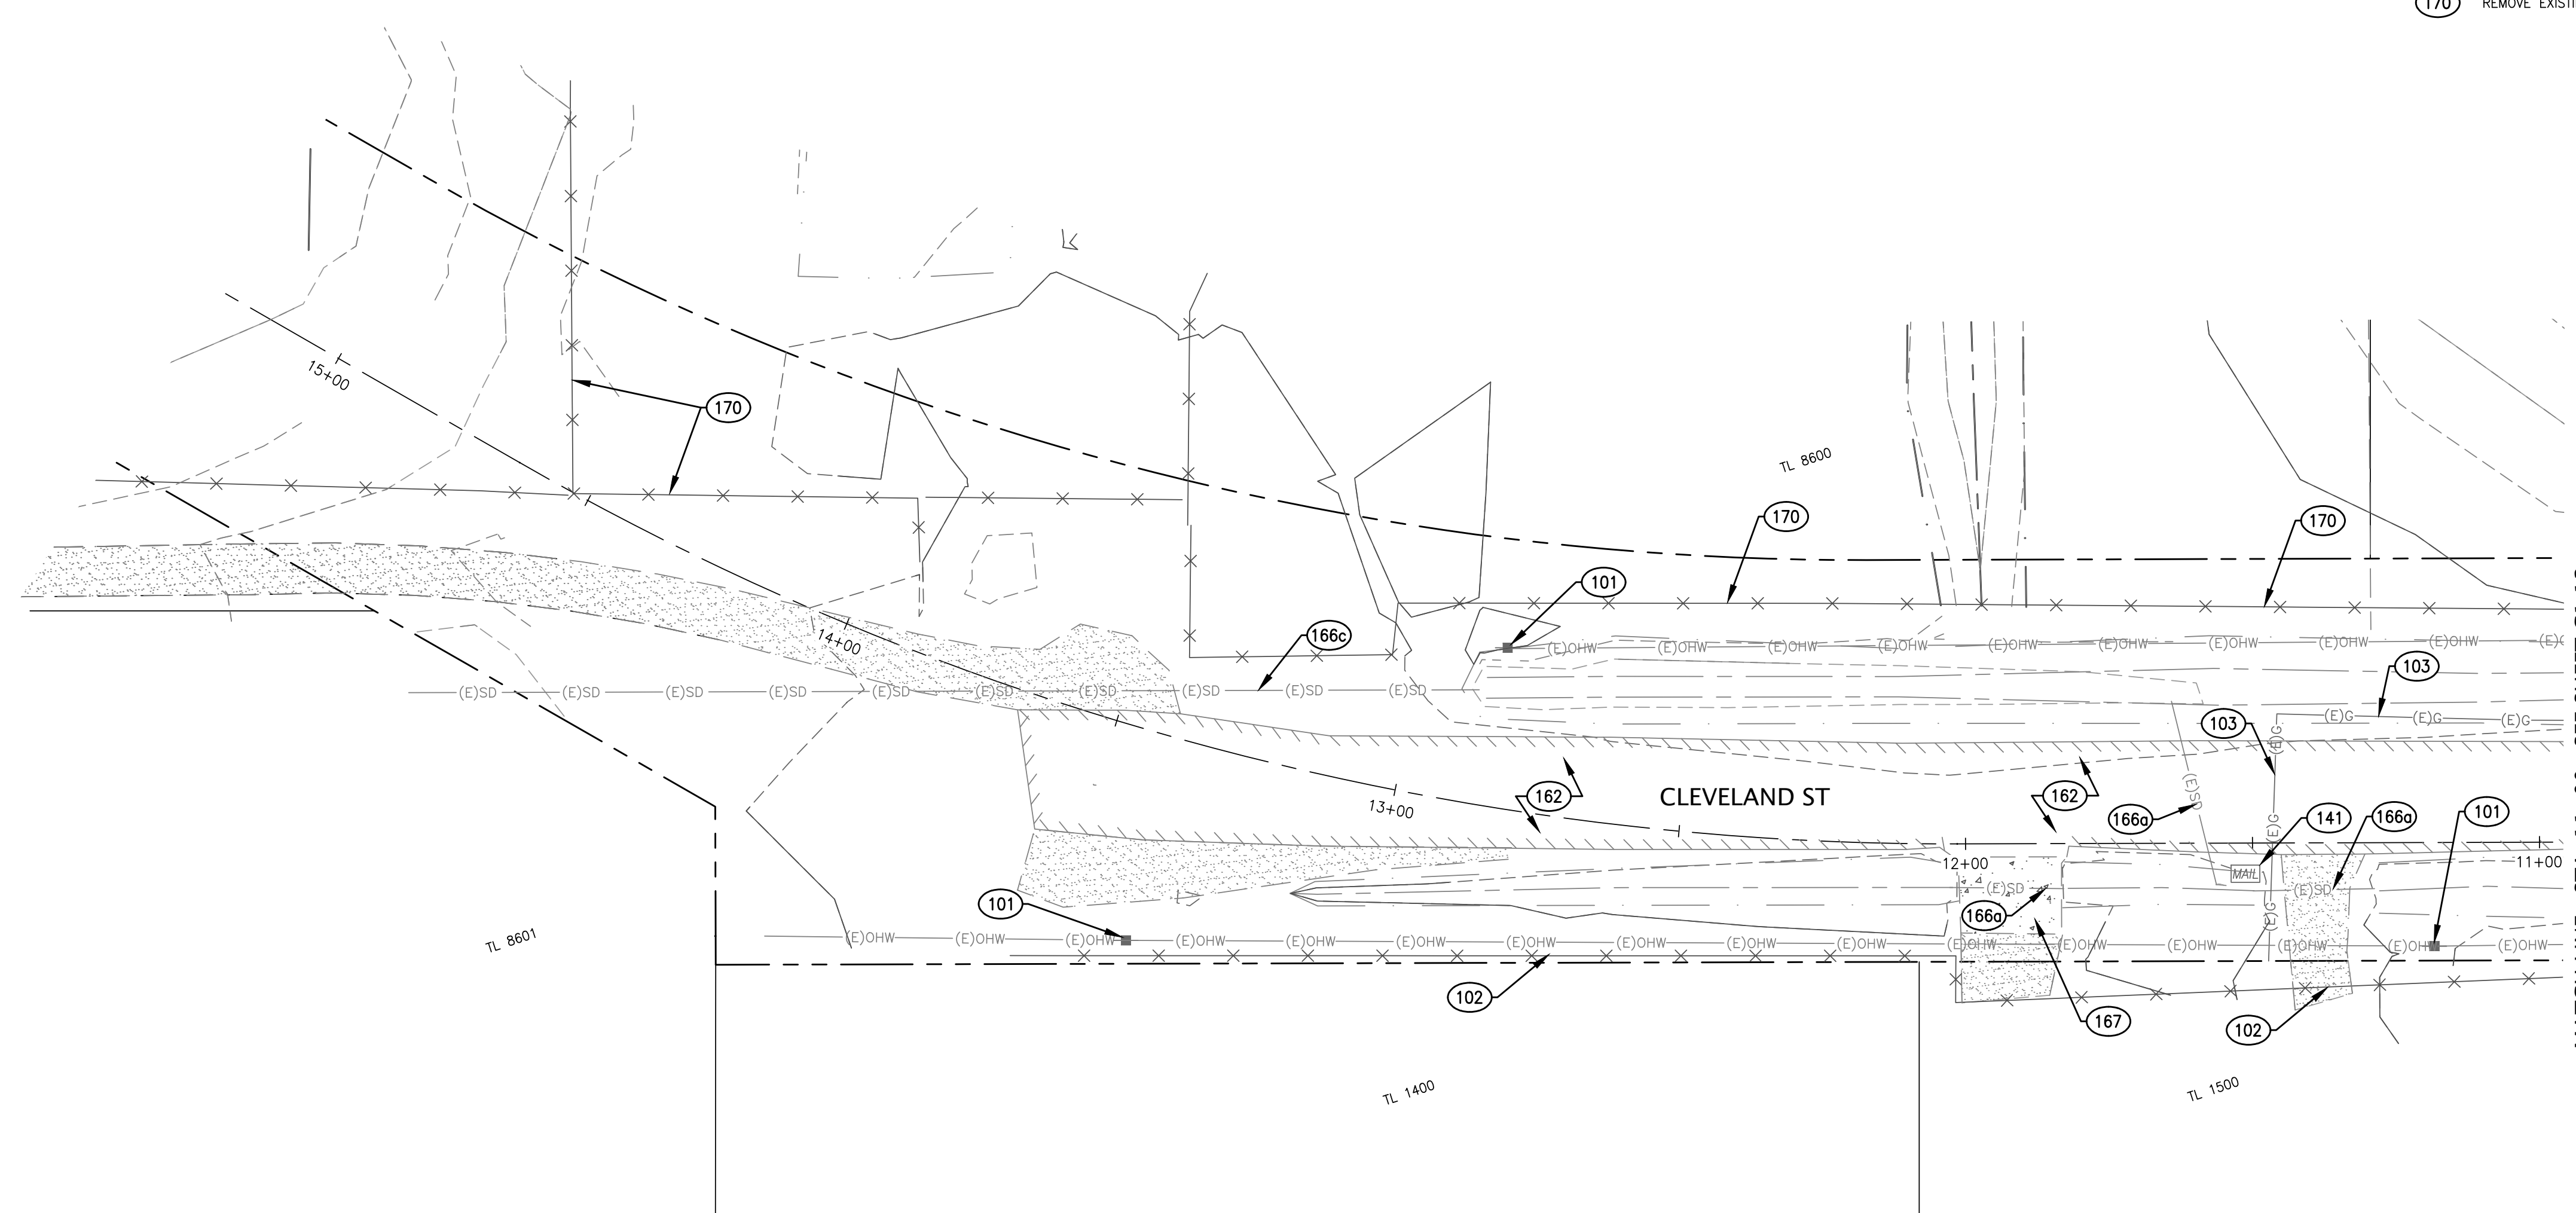 170 REMOVE EXISTI
15+00
170
TL 8600
170
170
101
166c
14+00
(E)OHW (E)OHW (E)OHW (E)OHW (E)OHW (E)OHW (E)OHW (E)OHW (E)OHW
103
(E)SD (E)SD (E)SD (E)SD (E)SD (E)SD (E)SD (E)SD (E)SD (E)SD
103
(E)G (E)G (E)G
(E)G
(E)SD
162
CLEVELAND ST
162
13+00
166a
141
166a
101
(E)G
12+00
11+00
MAIL
(E)SD
(E)SD
101
166a
(E)G
TL 8601
(E)OHW (E)OHW (E)OHW (E)OHW (E)OHW (E)OHW (E)OHW (E)OHW (E)OHW (E)OHW (E)OHW (E)OHW (E)OHW (E)OHW (E)OHW (E)OHW
102
167
102
TL 1400
TL 1500